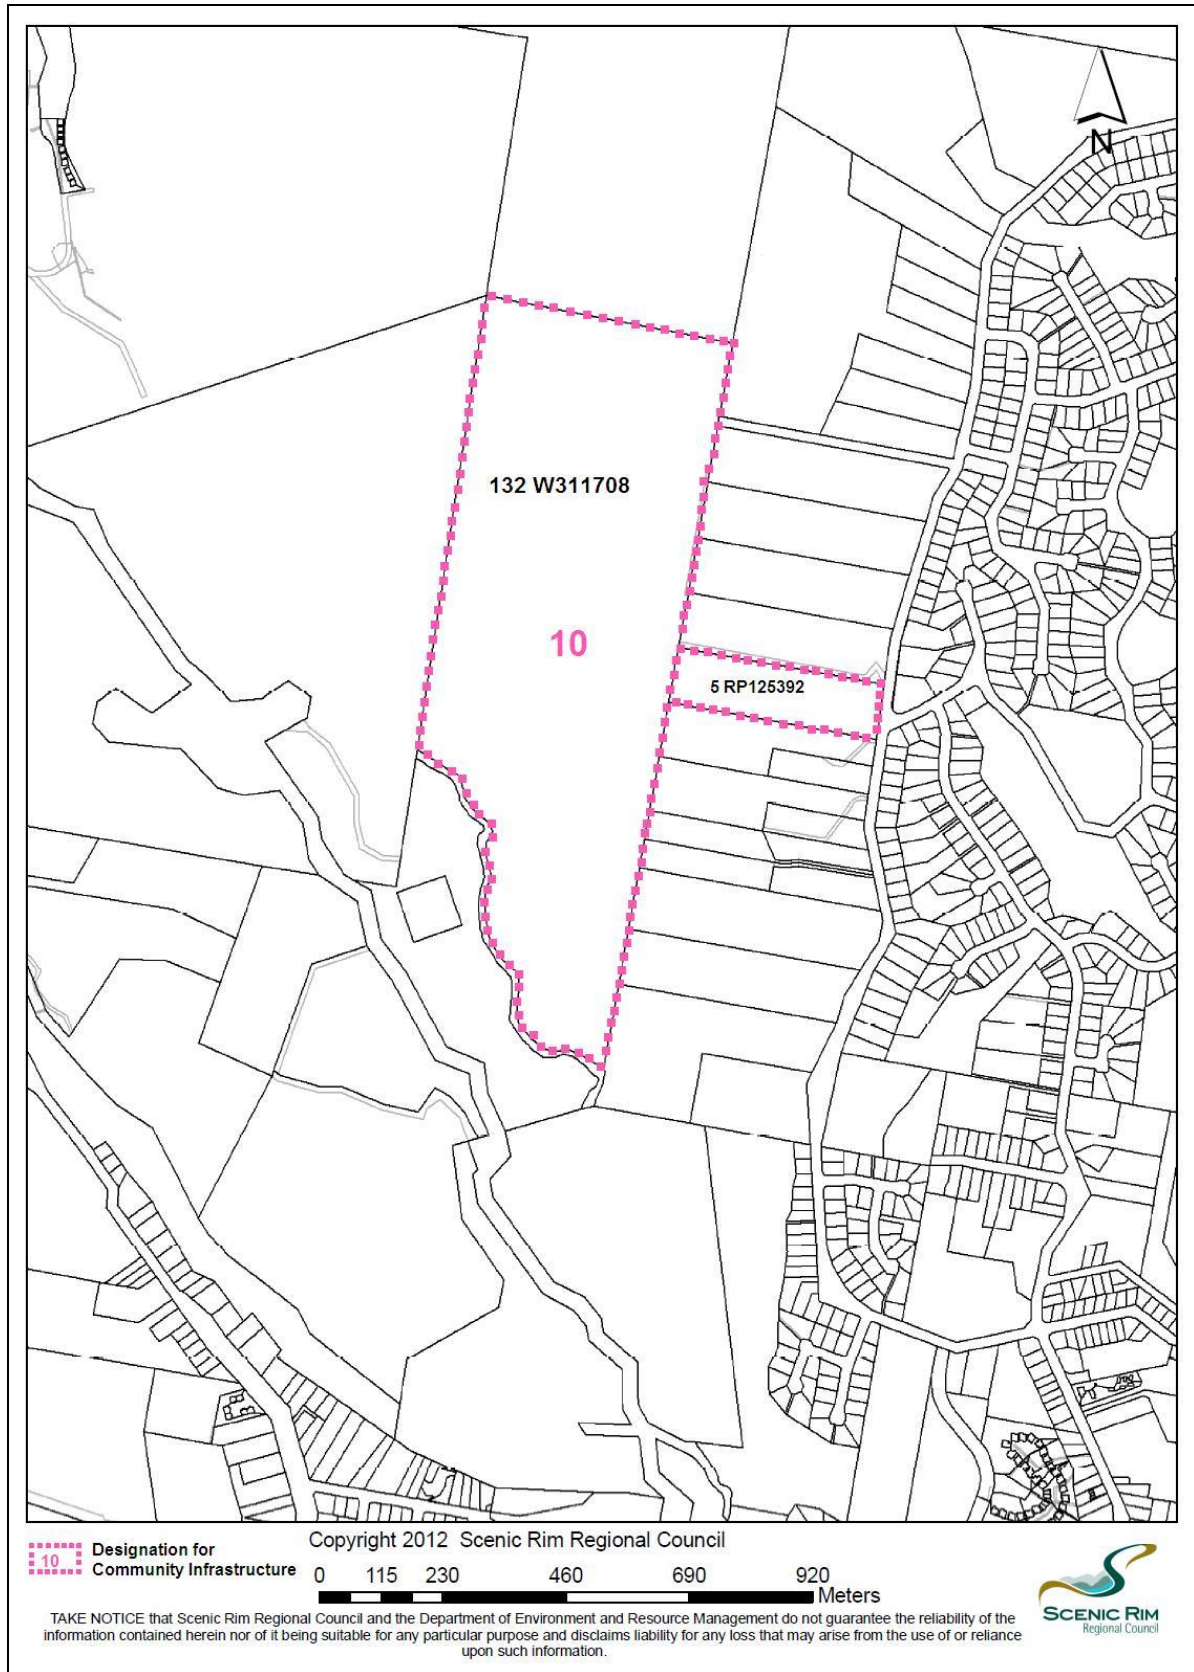 N
132 W311708
10
5 RP125392
10
Designation for
Community Infrastructure
Copyright 2012 Scenic Rim Regional Council
0 115 230 460 690 920
Meters
TAKE NOTICE that Scenic Rim Regional Council and the Department of Environment and Resource Management do not guarantee the reliability of the
information contained herein nor of it being suitable for any particular purpose and disclaims liability for any loss that may arise from the use of or reliance
upon such information.
SCENIC RIM
Regional Council